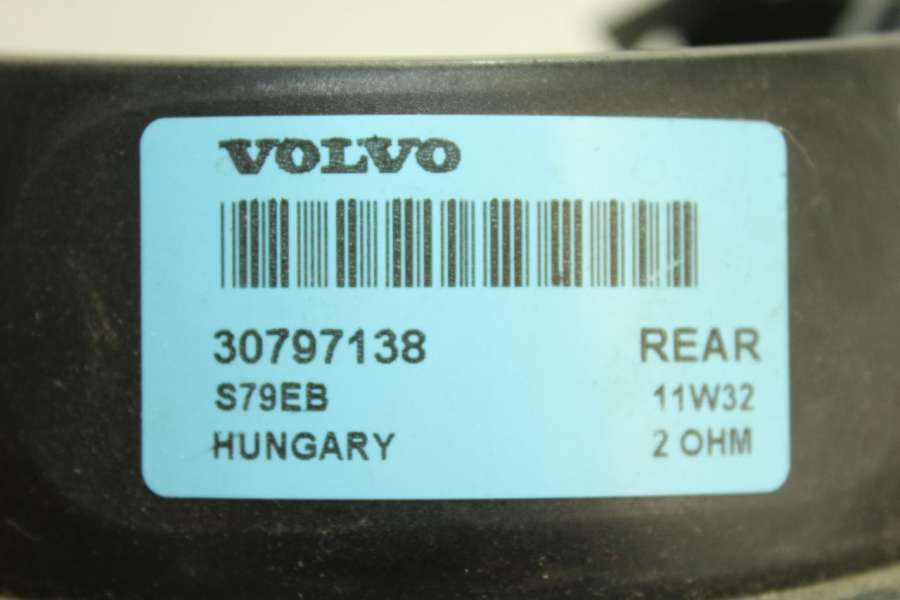 VOLVO
30797138 REAR
S79EB 11W32
HUNGARY 2 OHM